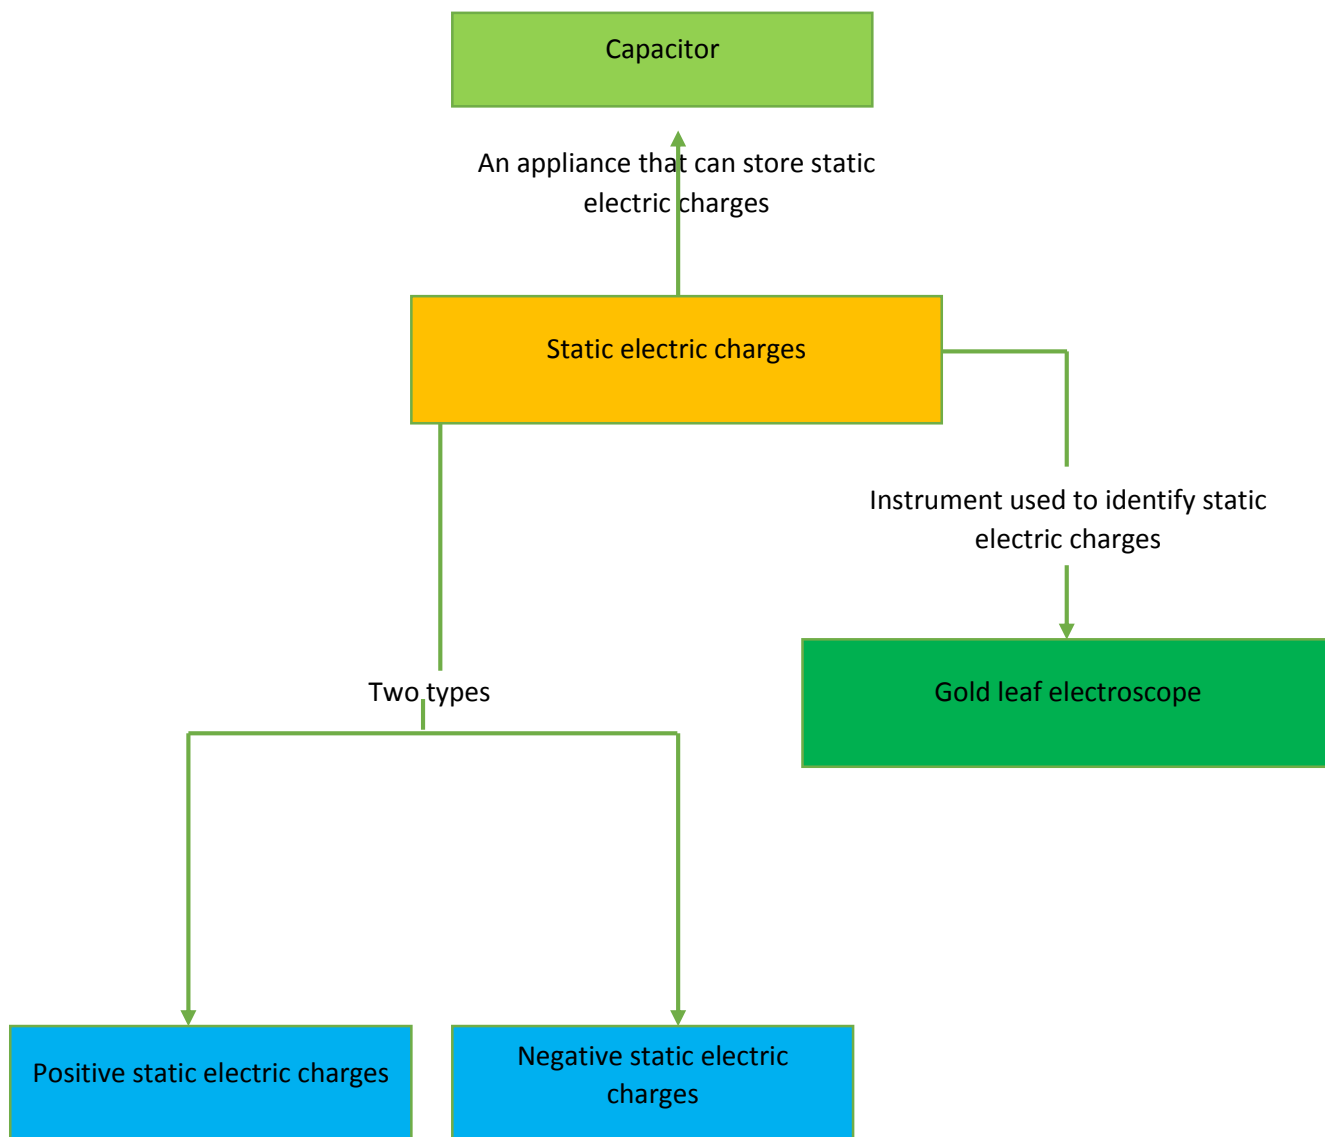 Capacitor
An appliance that can store static
electric charges
Static electric charges
Instrument used to identify static
electric charges
Two types
Gold leaf electroscope
Positive static electric charges
Negative static electric
charges